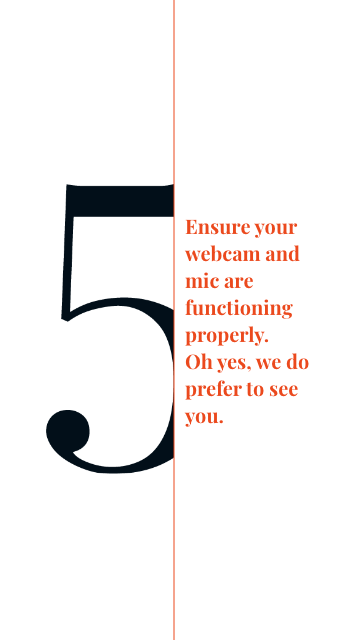 5
Ensure your
webcam and
mic are
functioning
properly.
Oh yes, we do
prefer to see
you.